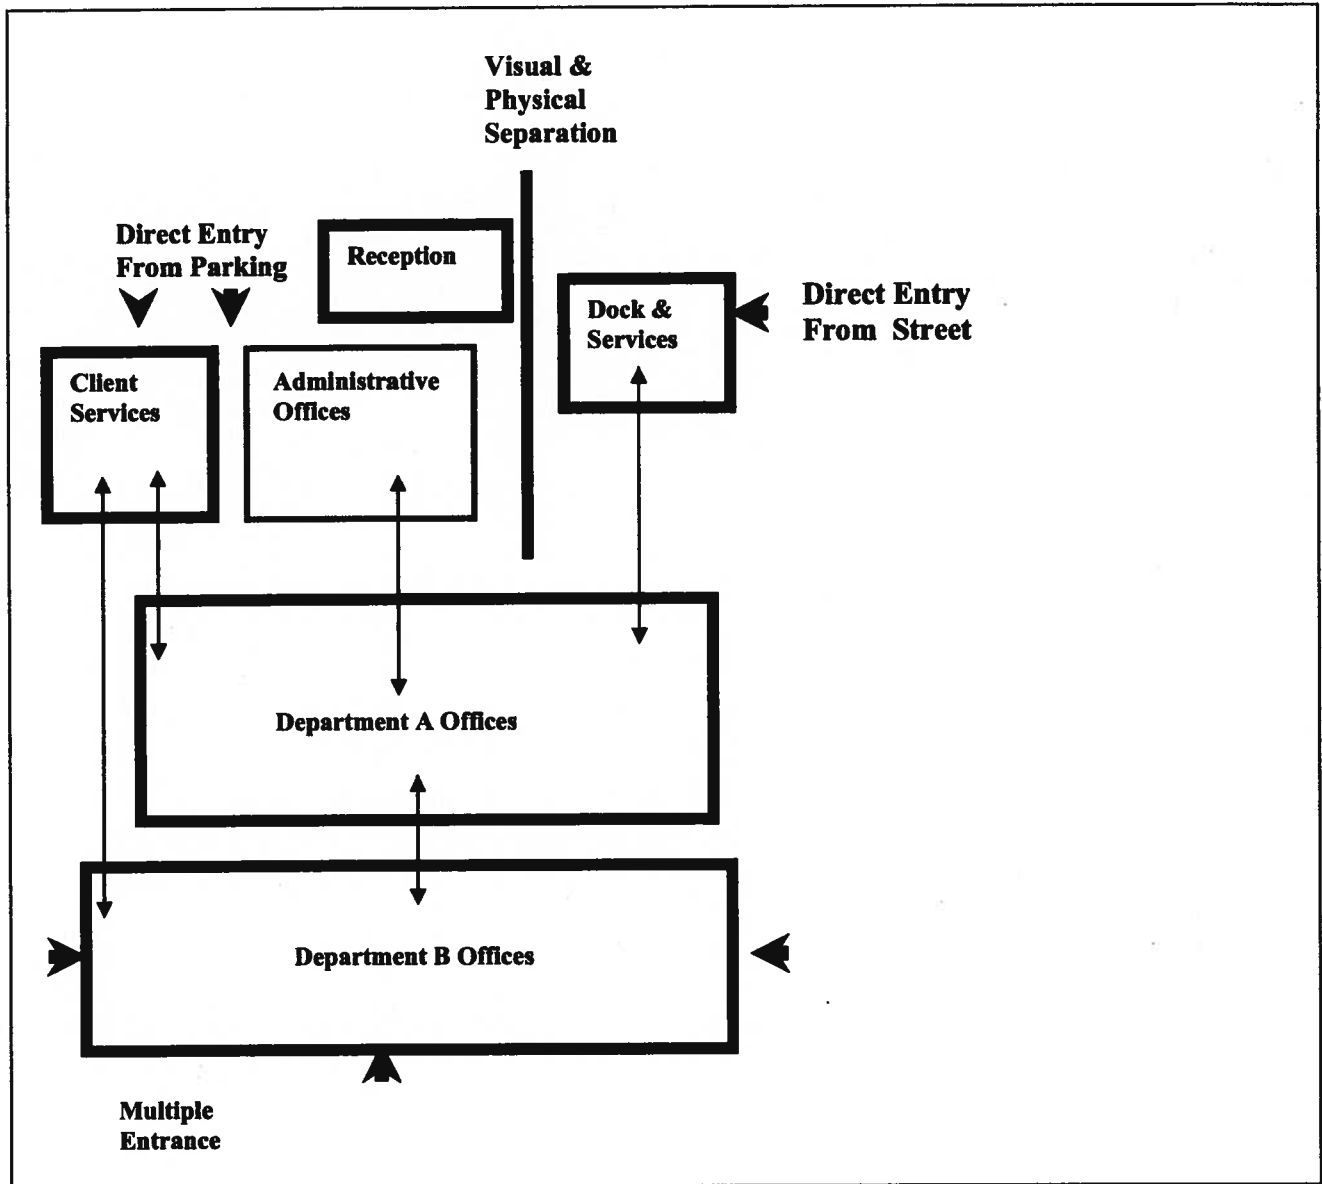 Visual &
Physical
Separation
Direct Entry
From Parking
Reception
Dock &
Services
Direct Entry
From Street
Client
Services
Administrative
Offices
Department A Offices
Department B Offices
Multiple
Entrance